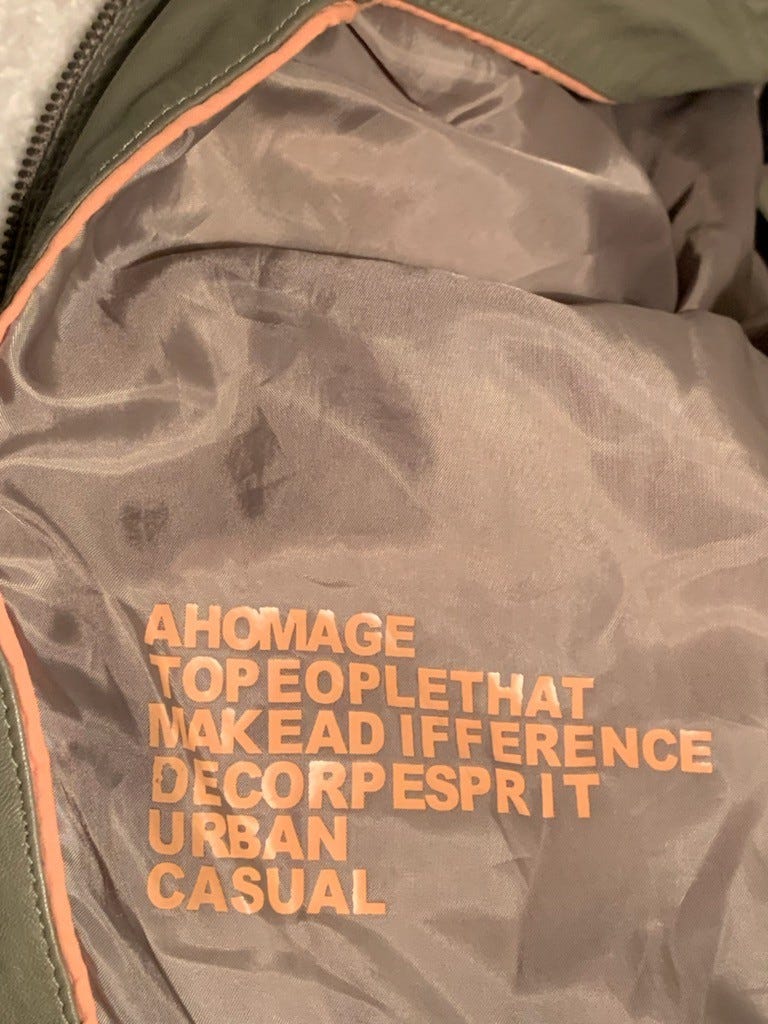 AHOMAGE
TOPEOPLETHAT
MAKEADIFFERENCE
DECORPESPRIT
URBAN
CASUAL